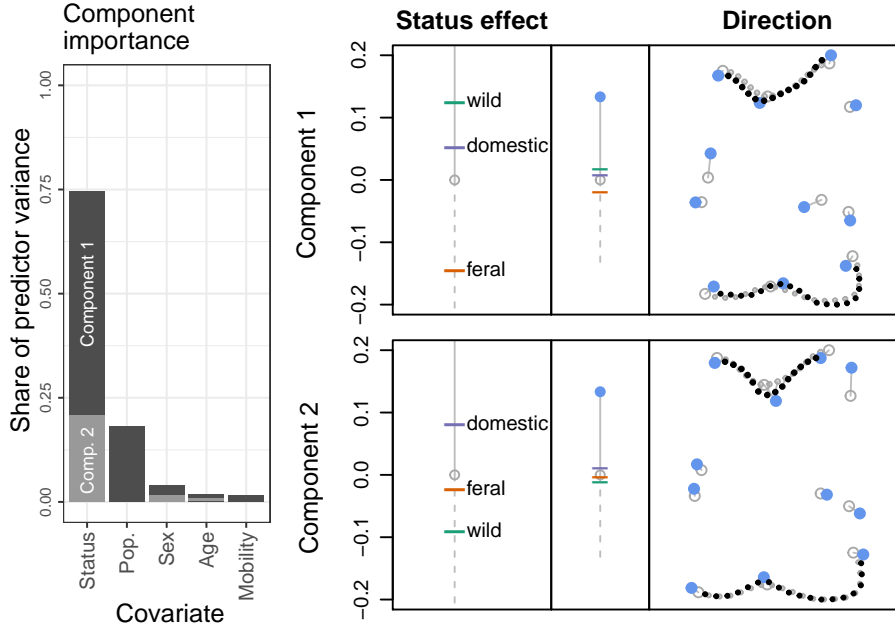 Component
importance
Share of predictor variance
1.00
0.75
0.50
0.25
0.00
Component 1
Comp. 2
Status
Pop.
Sex
Age
Mobility
Covariate
Status effect
Direction
Component 1
0.2
0.1
0.0
−0.1
−0.2
wild
domestic
feral
Component 2
0.2
0.1
0.0
−0.1
−0.2
domestic
feral
wild